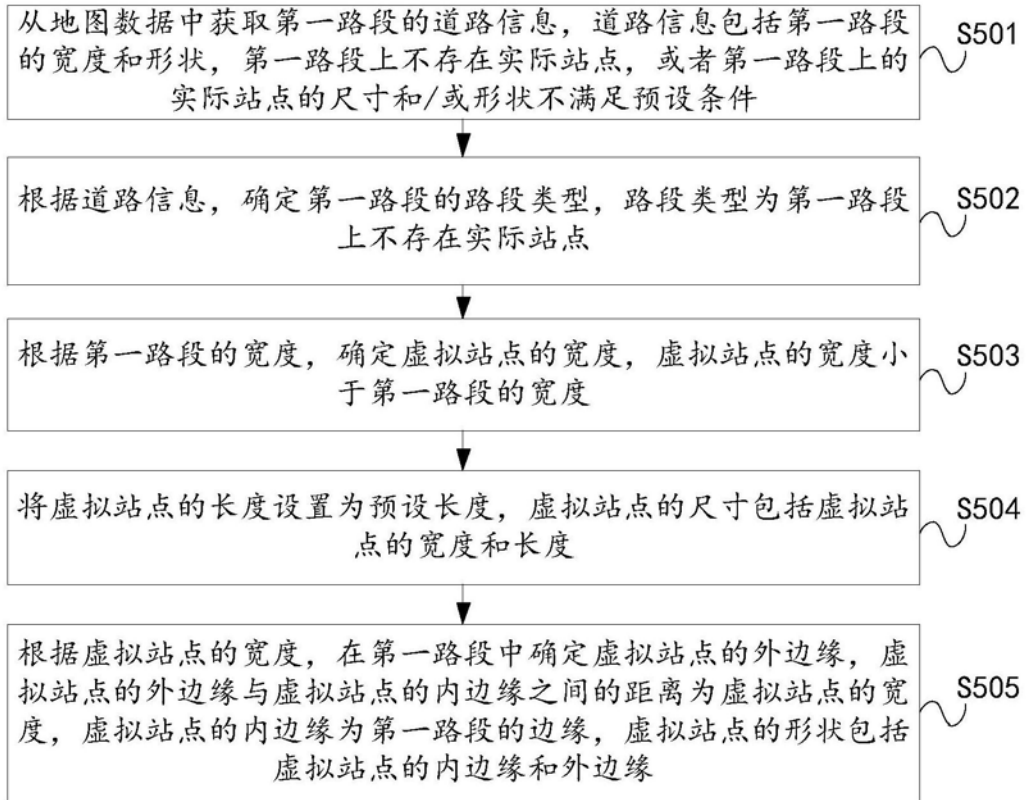 从地图数据中获取第一路段的道路信息，道路信息包括第一路段
的宽度和形状，第一路段上不存在实际站点，或者第一路段上的
实际站点的尺寸和/或形状不满足预设条件
S501
根据道路信息，确定第一路段的路段类型，路段类型为第一路段
上不存在实际站点
S502
根据第一路段的宽度，确定虚拟站点的宽度，虚拟站点的宽度小
于第一路段的宽度
S503
将虚拟站点的长度设置为预设长度，虚拟站点的尺寸包括虚拟站
点的宽度和长度
S504
根据虚拟站点的宽度，在第一路段中确定虚拟站点的外边缘，虚
拟站点的外边缘与虚拟站点的内边缘之间的距离为虚拟站点的宽
度，虚拟站点的内边缘为第一路段的边缘，虚拟站点的形状包括
虚拟站点的内边缘和外边缘
S505